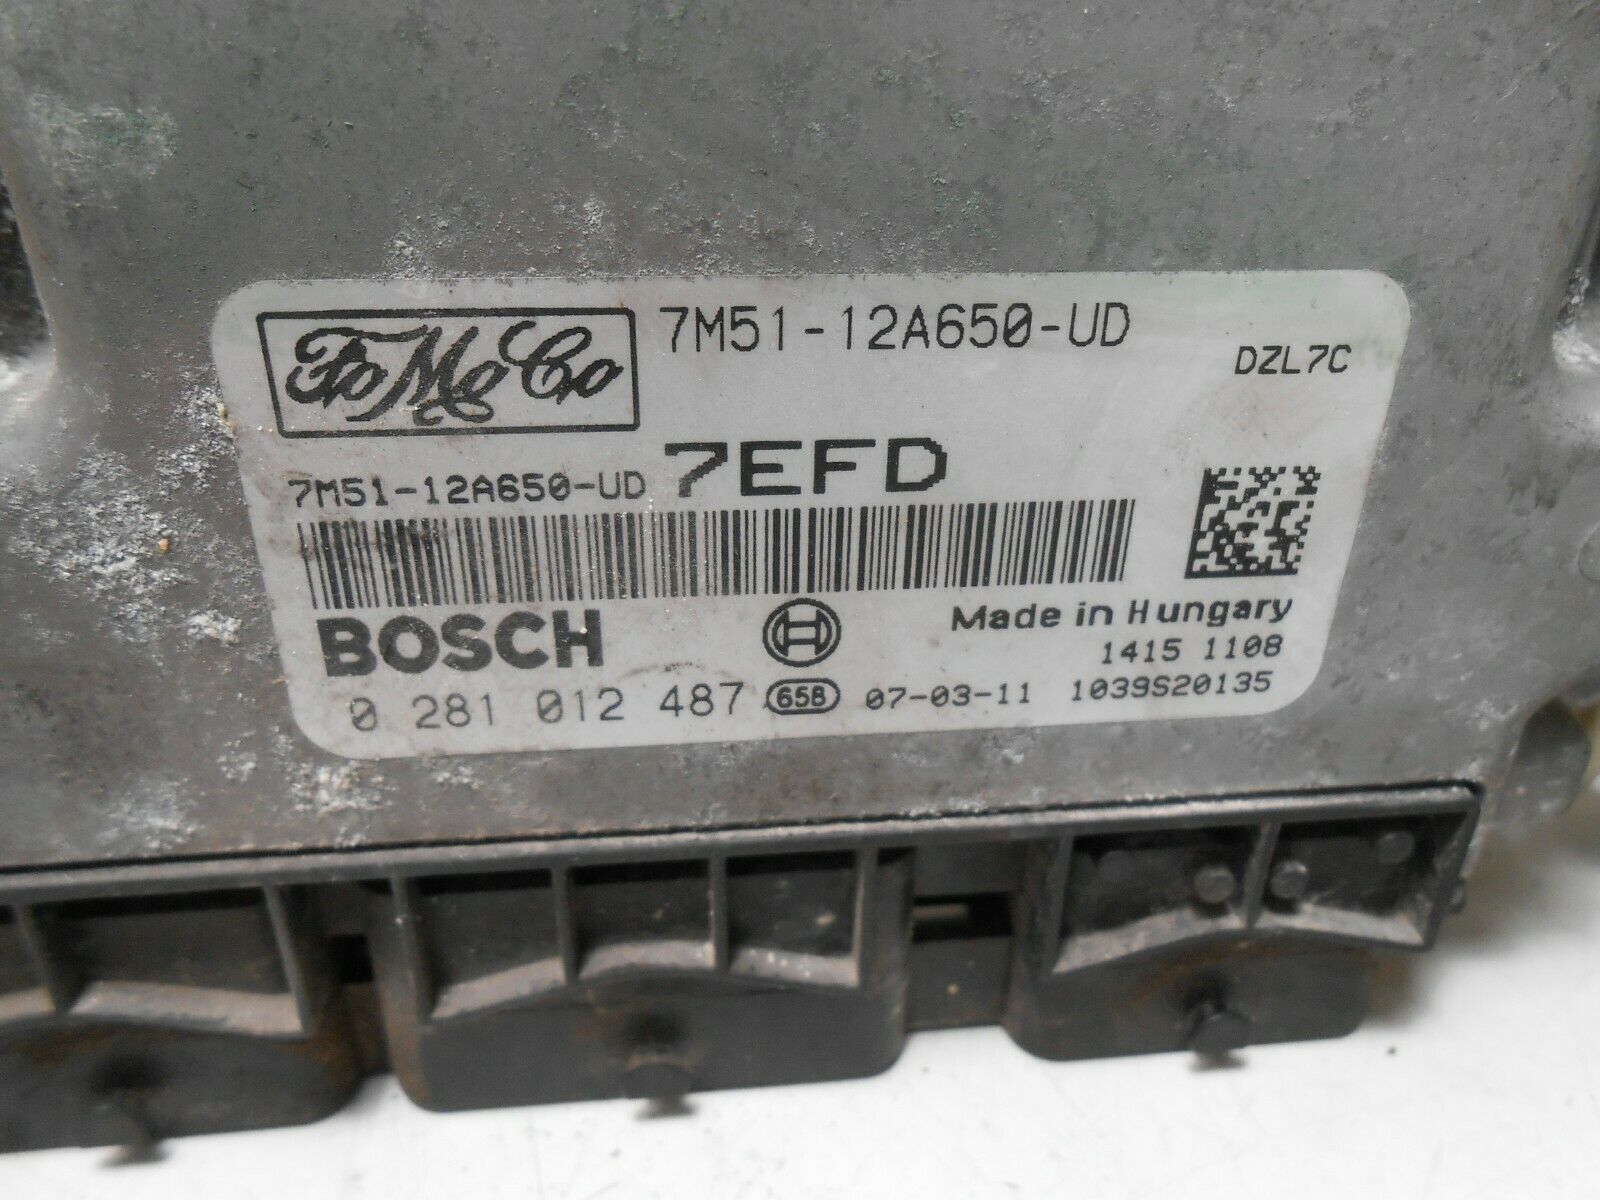 FoMoCo 7M51-12A650-UD
DZL7C
7M51-12A650-UD 7EFD
BOSCH
Made in Hungary
1415 1108
0 281 012 487 658 07-03-11 1039S20135